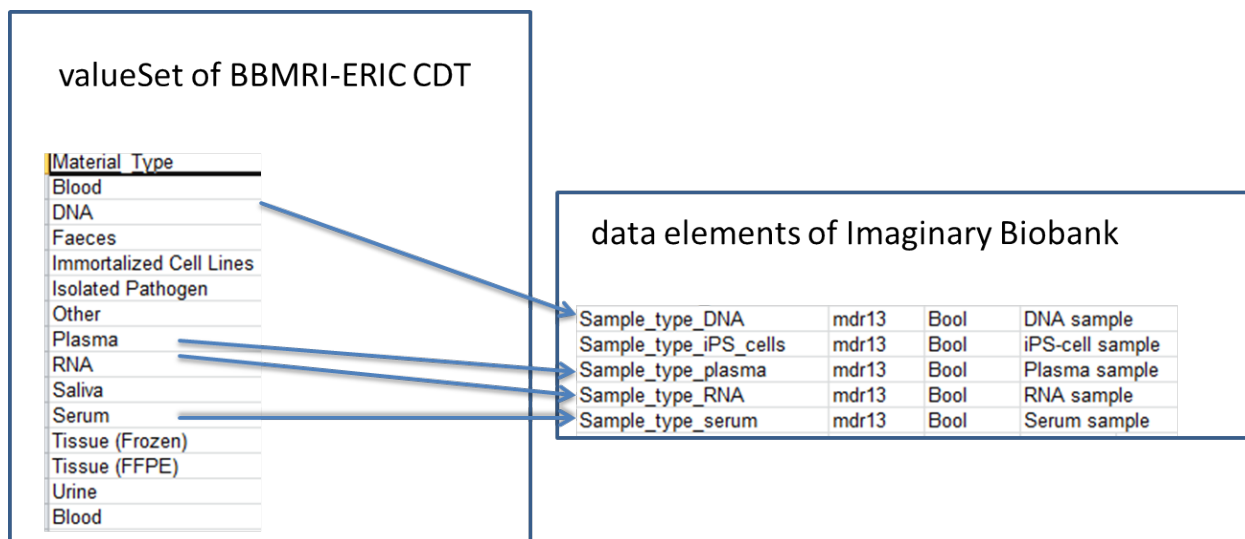 valueSet of BBMRI-ERIC CDT
Material_Type
Blood
DNA
Faeces
Immortalized Cell Lines
Isolated Pathogen
Other
Plasma
RNA
Saliva
Serum
Tissue (Frozen)
Tissue (FFPE)
Urine
Blood
data elements of Imaginary Biobank
Sample_type_DNA mdr13 Bool DNA sample
Sample_type_iPS_cells mdr13 Bool iPS-cell sample
Sample_type_plasma mdr13 Bool Plasma sample
Sample_type_RNA mdr13 Bool RNA sample
Sample_type_serum mdr13 Bool Serum sample